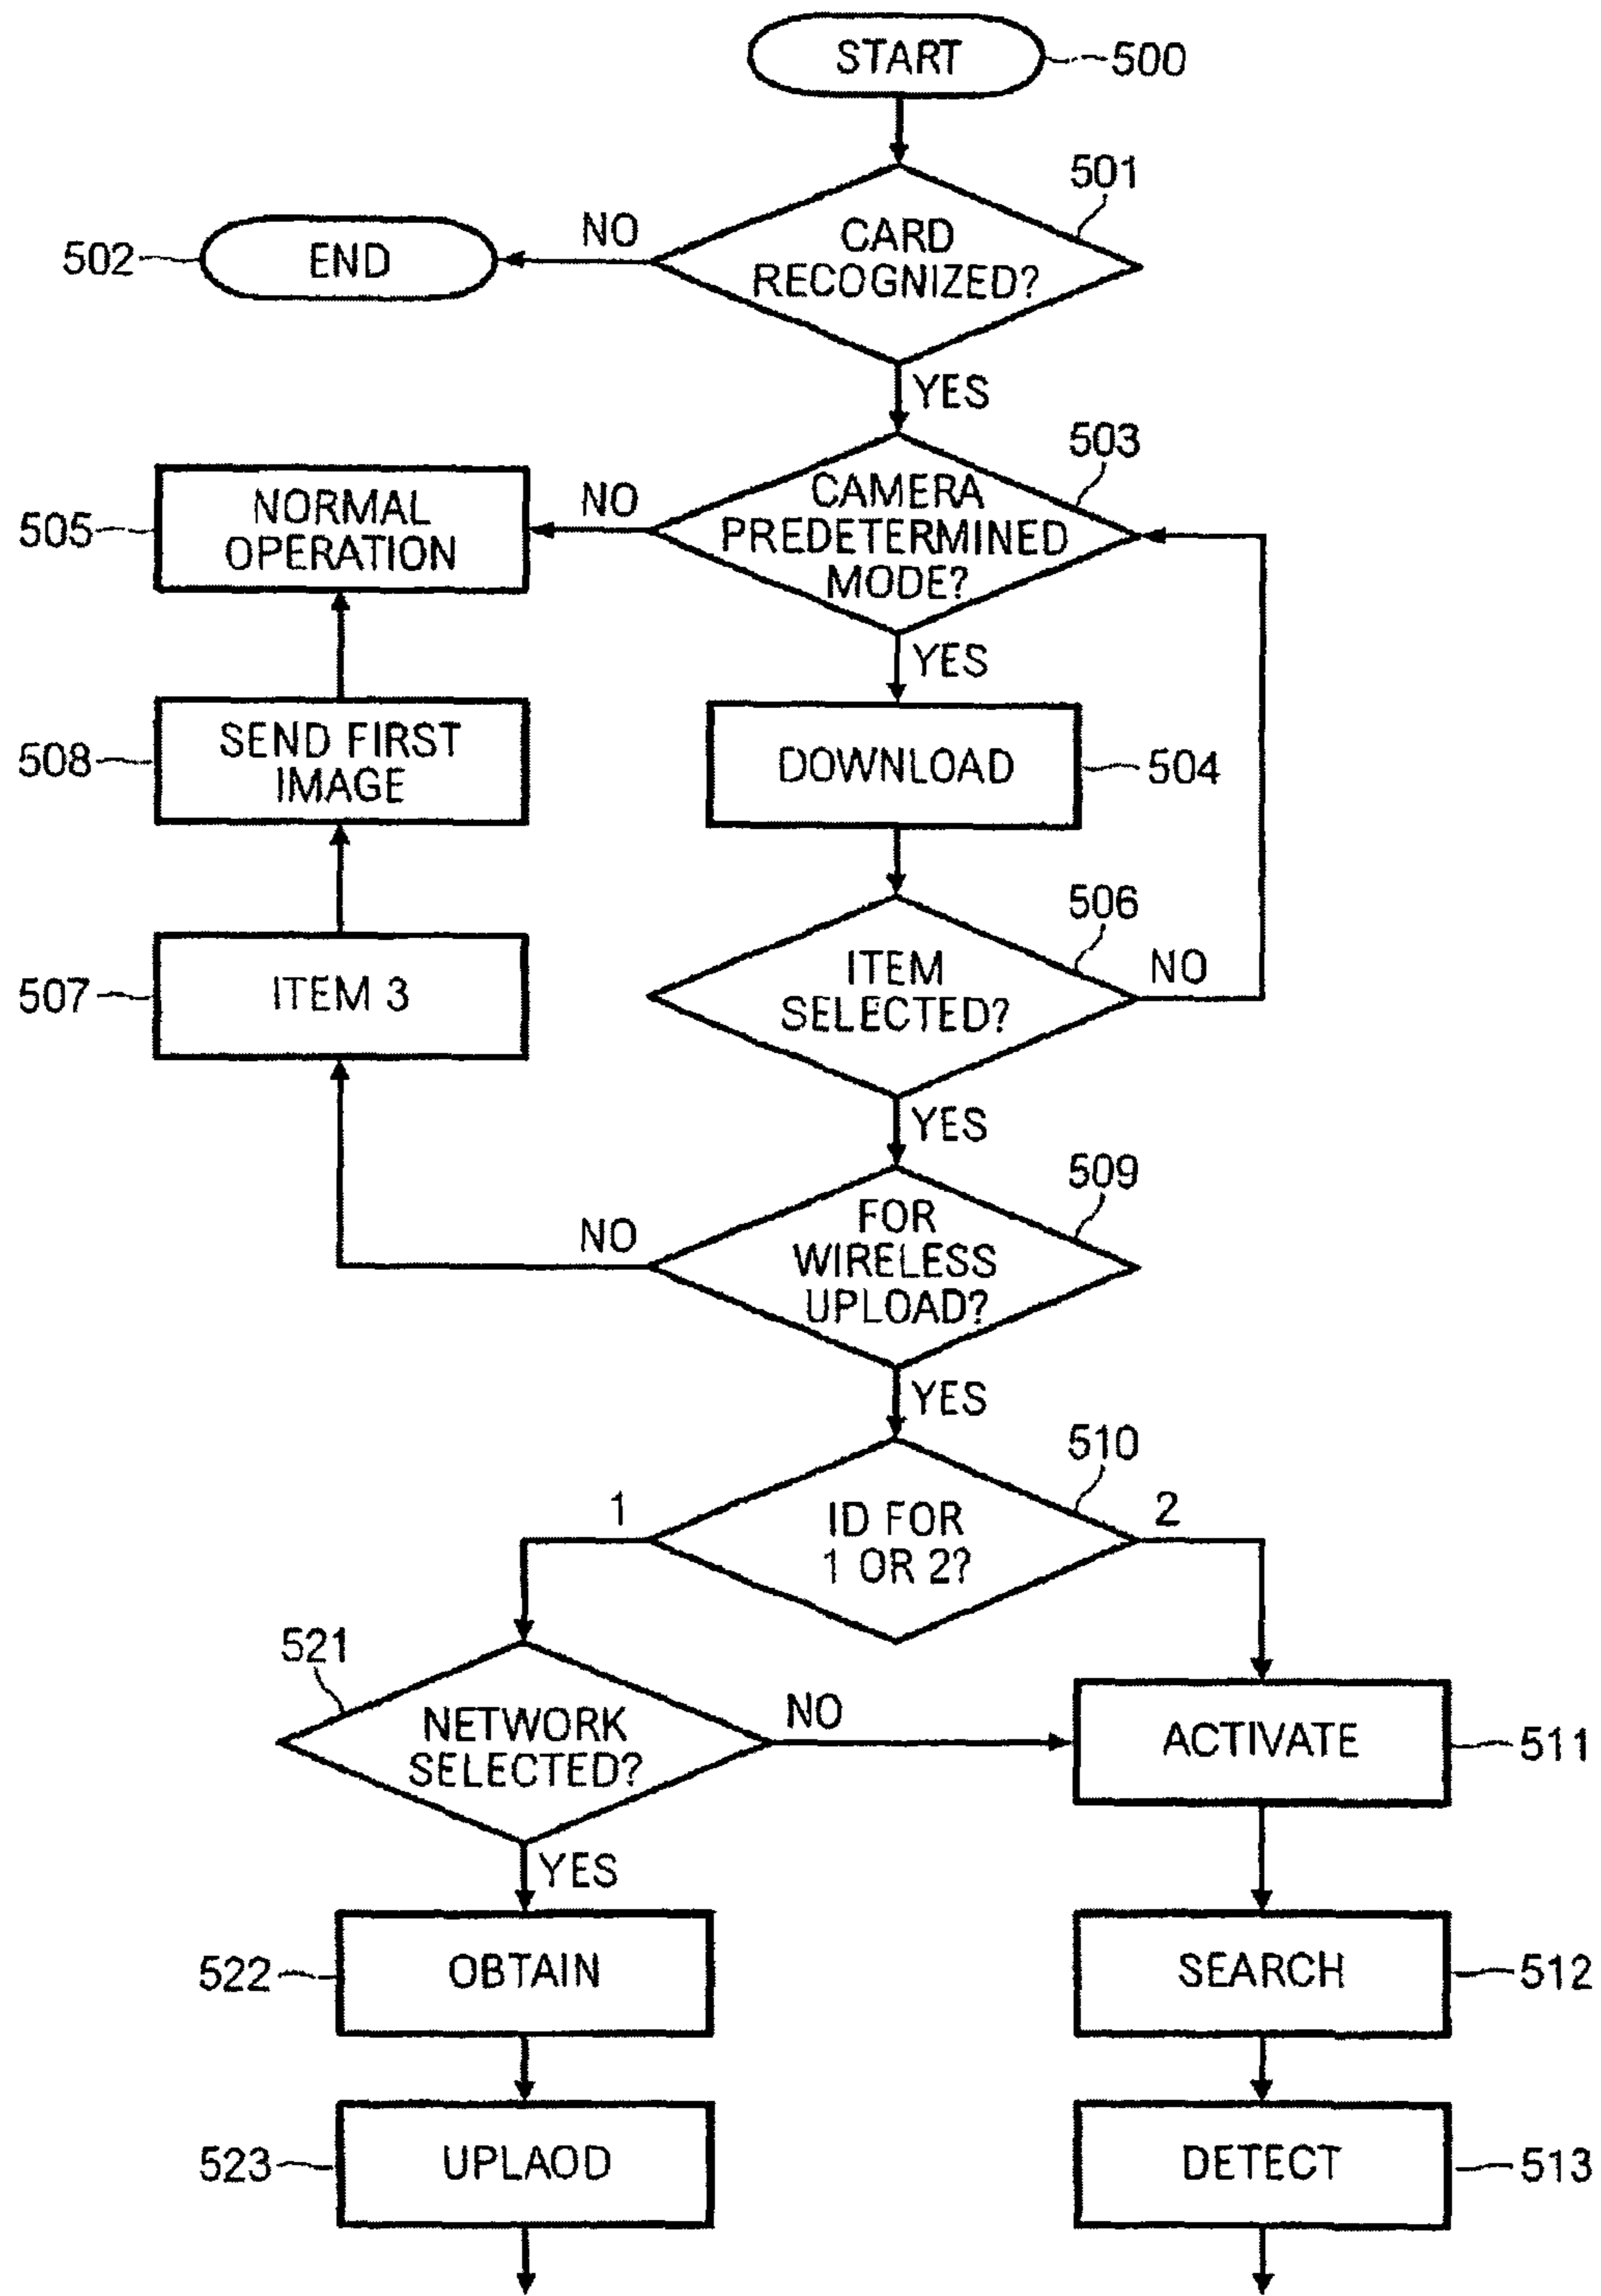 START
500
501
CARD
RECOGNIZED?
NO
END
502
YES
503
CAMERA
PREDETERMINED
MODE?
NO
NORMAL
OPERATION
505
YES
SEND FIRST
IMAGE
508
DOWNLOAD
504
506
ITEM
SELECTED?
NO
ITEM 3
507
YES
509
FOR
WIRELESS
UPLOAD?
NO
YES
510
ID FOR
1 OR 2?
1
2
521
NETWORK
SELECTED?
NO
ACTIVATE
511
YES
OBTAIN
522
SEARCH
512
UPLAOD
523
DETECT
513